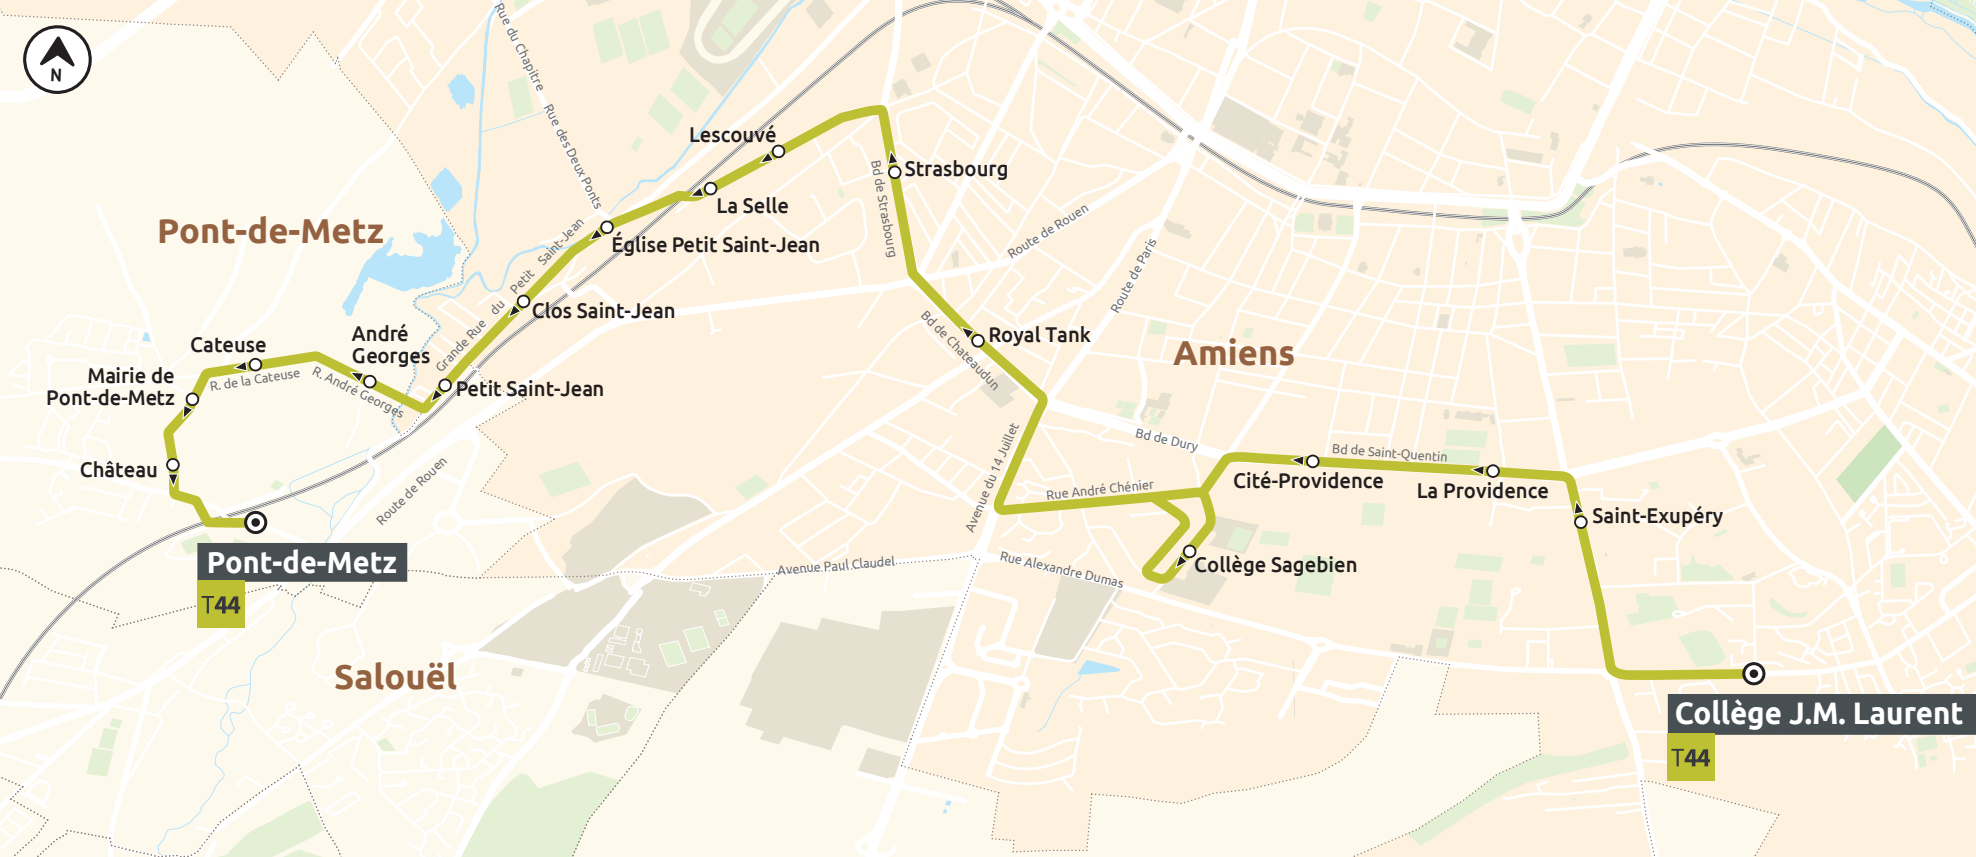 N
Rue du Chapitre
Rue des Deux Ponts
Lescouvé
Strasbourg
Bd de Strasbourg
La Selle
Pont-de-Metz
Église Petit Saint-Jean
Route de Rouen
Route de Paris
Grande Rue du Petit Saint-Jean
Clos Saint-Jean
André
Georges
Cateuse
Royal Tank
Bd de Chateaudun
Amiens
Mairie de
Pont-de-Metz
R. de la Cateuse
R. André Georges
Petit Saint-Jean
Bd de Dury
Bd de Saint-Quentin
Château
Avenue du 14 Juillet
Rue André Chénier
Cité-Providence
La Providence
Saint-Exupéry
Route de Rouen
Pont-de-Metz
T44
Avenue Paul Claudel
Rue Alexandre Dumas
Collège Sagebien
Salouël
Collège J.M. Laurent
T44